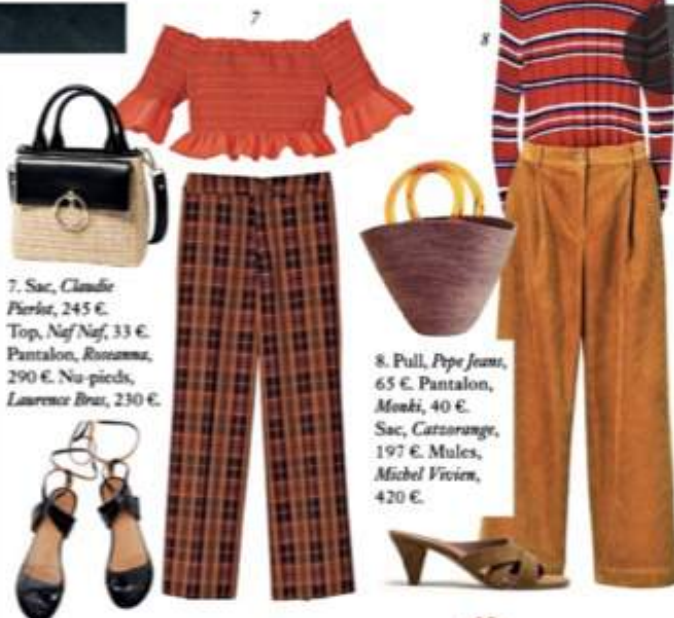 7
8
7. Sac, Claudie
Pierlot, 245 €.
Top, Naf Naf, 33 €.
Pantalon, Roseanna,
290 €. Nu-pieds,
Laurence Bras, 230 €.
8. Pull, Pepe Jeans,
65 €. Pantalon,
Monki, 40 €.
Sac, Catzorange,
197 €. Mules,
Michel Vivien,
420 €.